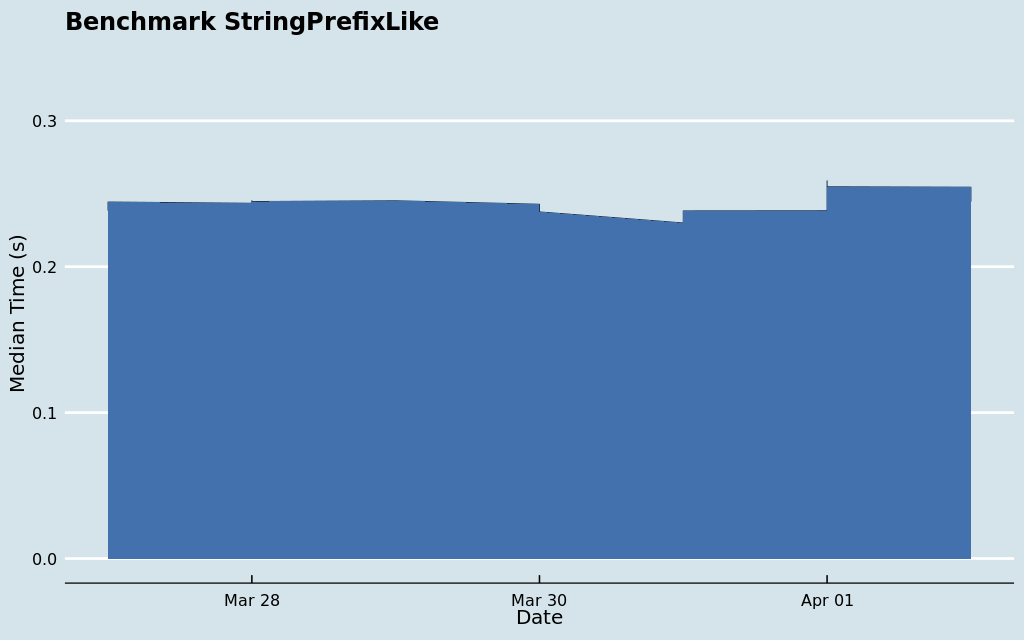 Benchmark StringPrefixLike
Median Time (s)
0.3
0.2
0.1
0.0
Mar 28
Mar 30
Apr 01
Date